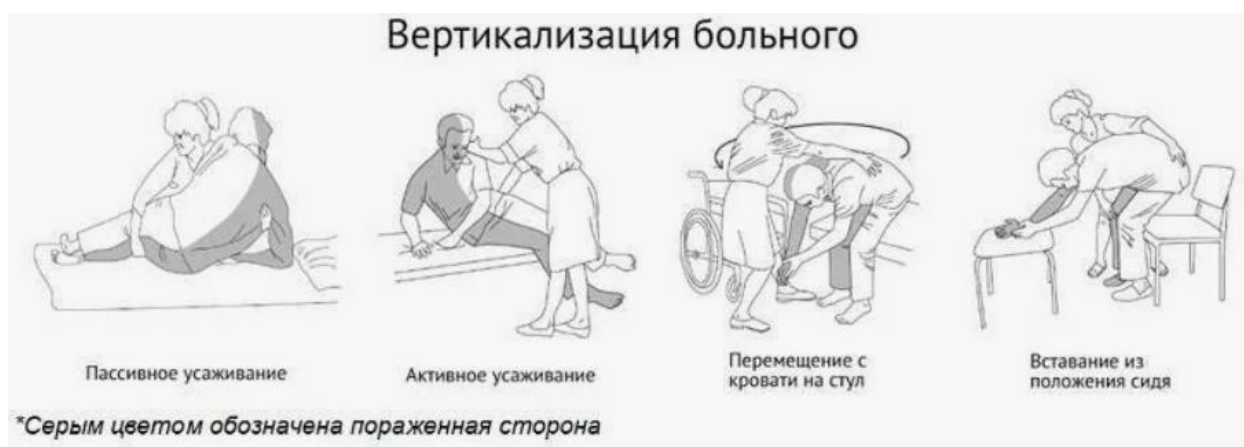 Вертикализация больного
Пассивное усаживание
Активное усаживание
Перемещение с
кровати на стул
Вставание из
положения сидя
*Серым цветом обозначена пораженная сторона